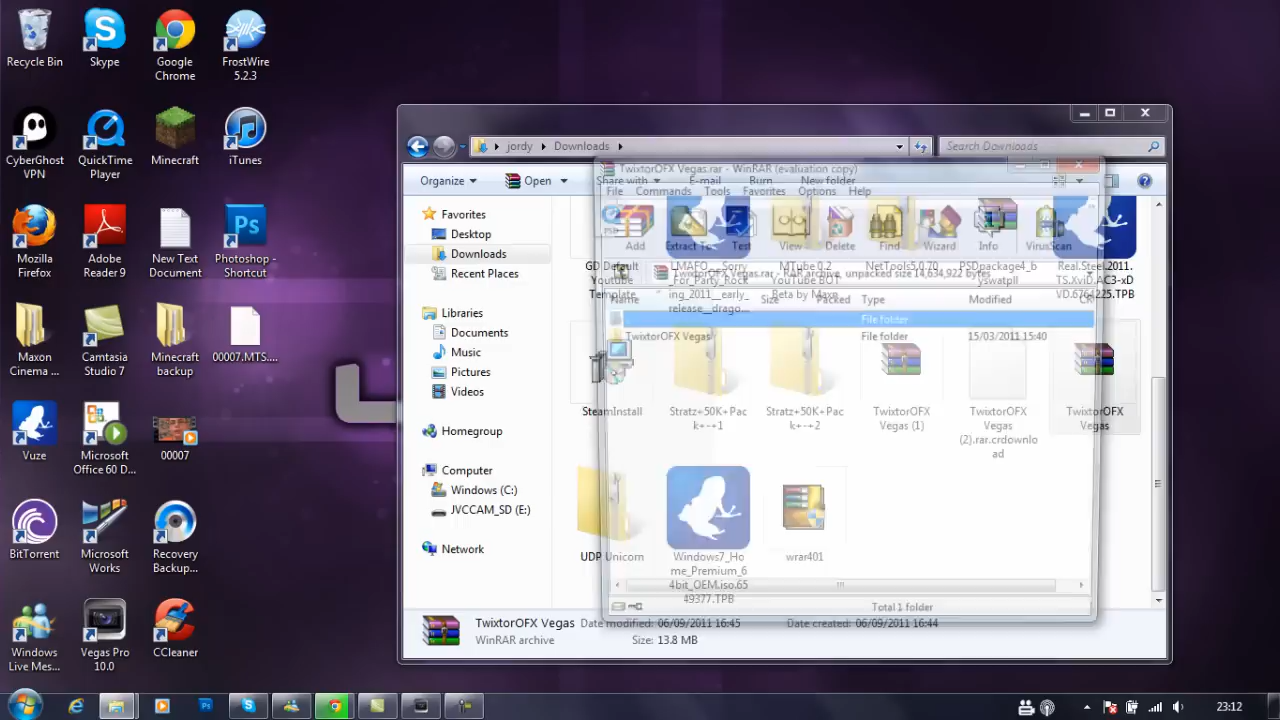 Recycle Bin
Skype
Google
Chrome
FrostWire
5.2.3
CyberGhost
VPN
QuickTime
Player
Minecraft
iTunes
Mozilla
Firefox
Adobe
Reader 9
New Text
Document
Photoshop -
Shortcut
Maxon
Cinema ...
Camtasia
Studio 7
Minecraft
backup
00007.MTS....
Vuze
Microsoft
Office 60 D...
00007
BitTorrent
Microsoft
Works
Recovery
Backup...
Windows
Live Mes...
Vegas Pro
10.0
CCleaner
jordy
Downloads
Search Downloads
Organize
Open
Share with
E-mail
Burn
New folder
Favorites
Desktop
Downloads
Recent Places
Libraries
Documents
Music
Pictures
Videos
Homegroup
Computer
Windows (C:)
JVCCAM_SD (E:)
Network
TwixtorOFX Vegas.rar - WinRAR (evaluation copy)
File Commands Tools Favorites Options Help
Add
Extract To
Test
View
Delete
Find
Wizard
Info
VirusScan
TwixtorOFX Vegas.rar - RAR archive, unpacked size 14,634,922 bytes
Name
Size
Packed
Type
Modified
File folder
TwixtorOFX Vegas
File folder
15/03/2011 15:40
Total 1 folder
GD Default
Youtube
Template
LMAFO__Sorry
_For_Party_Rock
ing_2011__early_
release__drago...
MTube 0.2
YouTube BOT
Beta by Maxo
NetTools5.0.70
PSDpackage4_b
yswatpll
Real.Steel.2011.
TS.XviD.AC3-xD
VD.6764225.TPB
SteamInstall
Stratz+50K+Pac
k+-+1
Stratz+50K+Pac
k+-+2
TwixtorOFX
Vegas (1)
TwixtorOFX
Vegas
(2).rar.crdownlo
ad
TwixtorOFX
Vegas
UDP Unicorn
Windows7_Ho
me_Premium_6
4bit_OEM.iso.65
49377.TPB
wrar401
TwixtorOFX Vegas
WinRAR archive
Date modified: 06/09/2011 16:45
Size: 13.8 MB
Date created: 06/09/2011 16:44
23:12